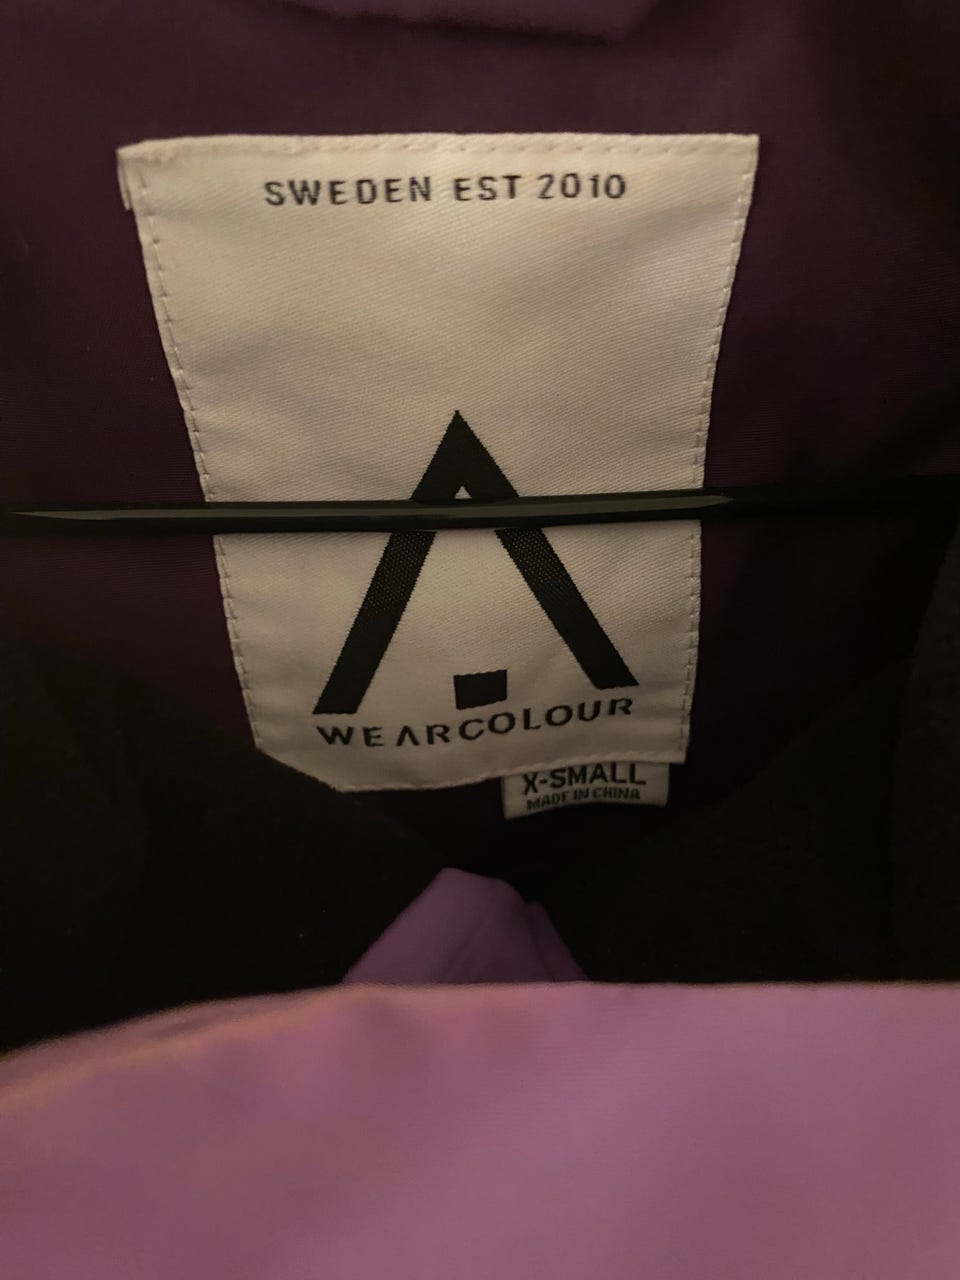 SWEDEN EST 2010
WEARCOLOUR
X-SMALL
MADE IN CHINA